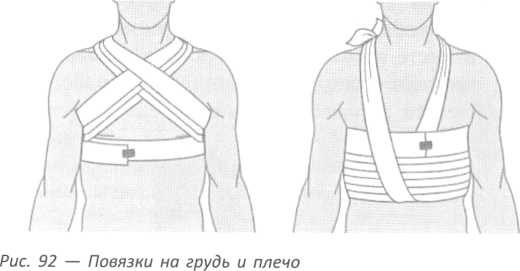 Рис. 92 — Повязки на грудь и плечо